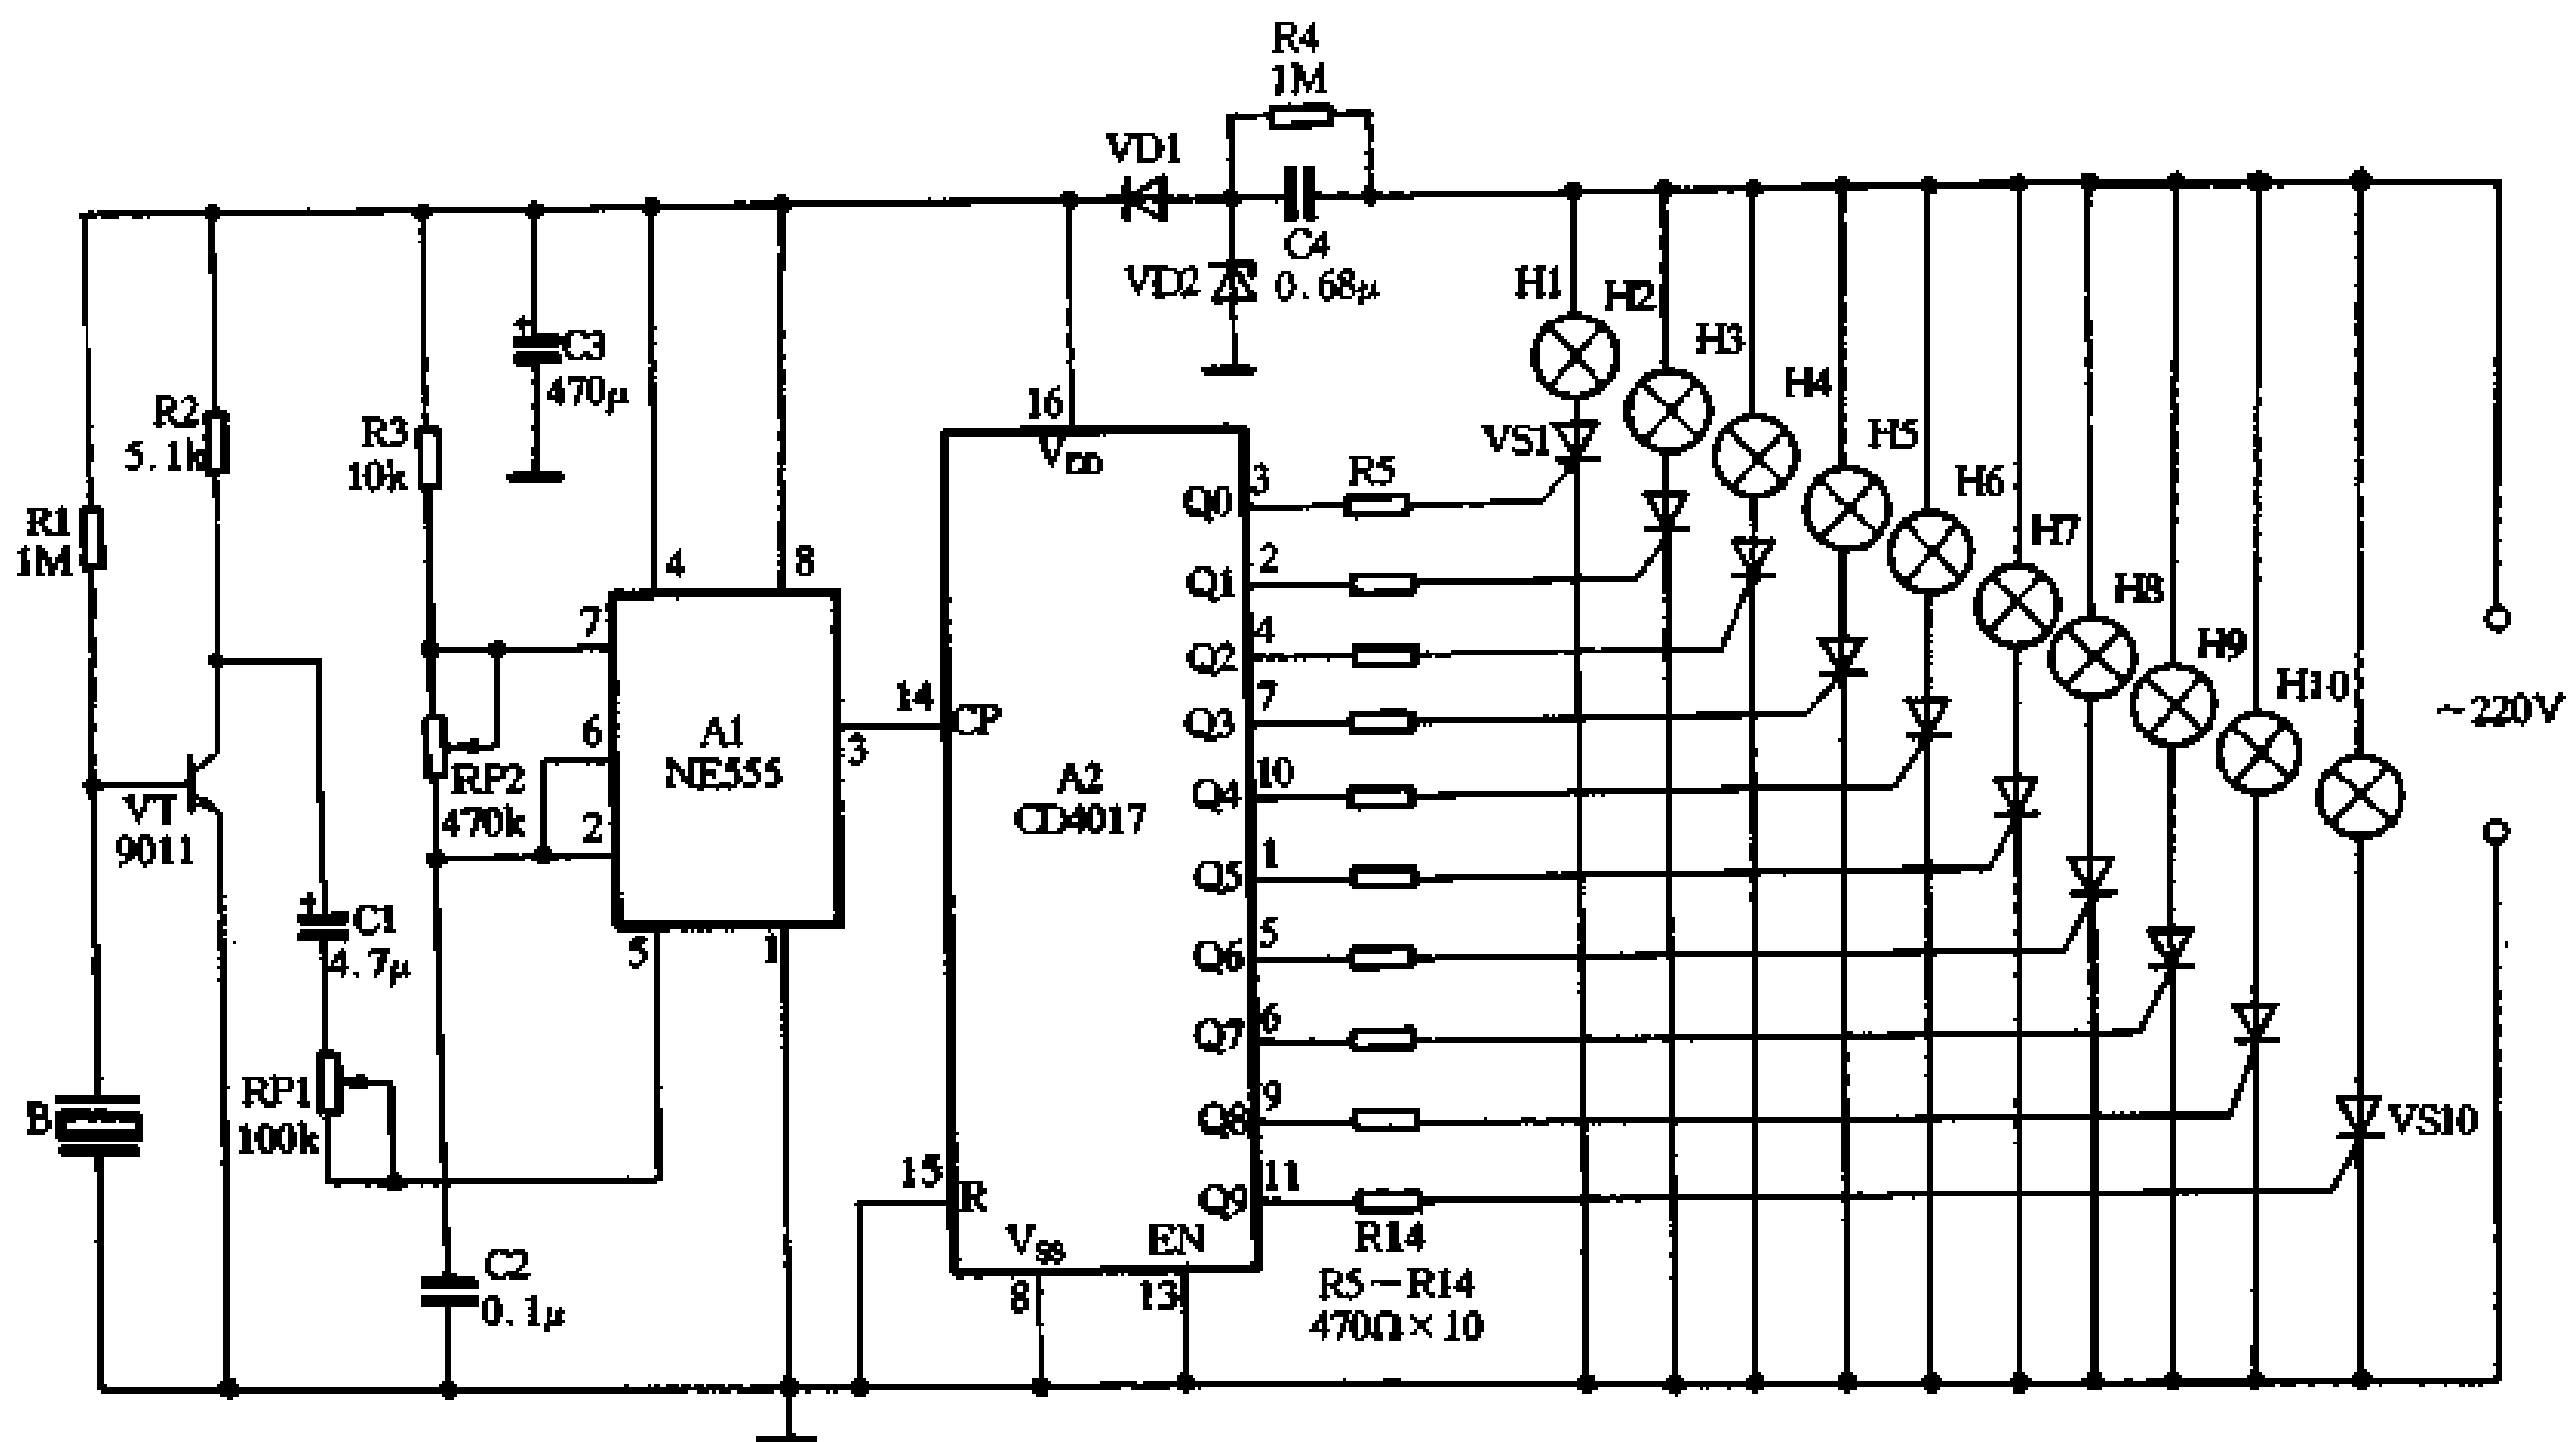 R4
1M
VD1
C4
0.68μ
VD2
H1
H2
H3
H4
H5
H6
H7
H8
H9
H10
~220V
C3
470μ
R2
5.1k
R3
10k
R1
1M
16
VDD
VS1
R5
Q0
3
Q1
2
Q2
4
Q3
7
Q4
10
Q5
1
Q6
5
Q7
6
Q8
9
Q9
11
4
8
7
6
2
A1
NE555
3
14
CP
A2
CD4017
RP2
470k
VT
9011
+
C1
4.7μ
5
1
B
RP1
100k
15
R
VSS
EN
8
13
R14
R5-R14
470Ω×10
VS10
C2
0.1μ
+